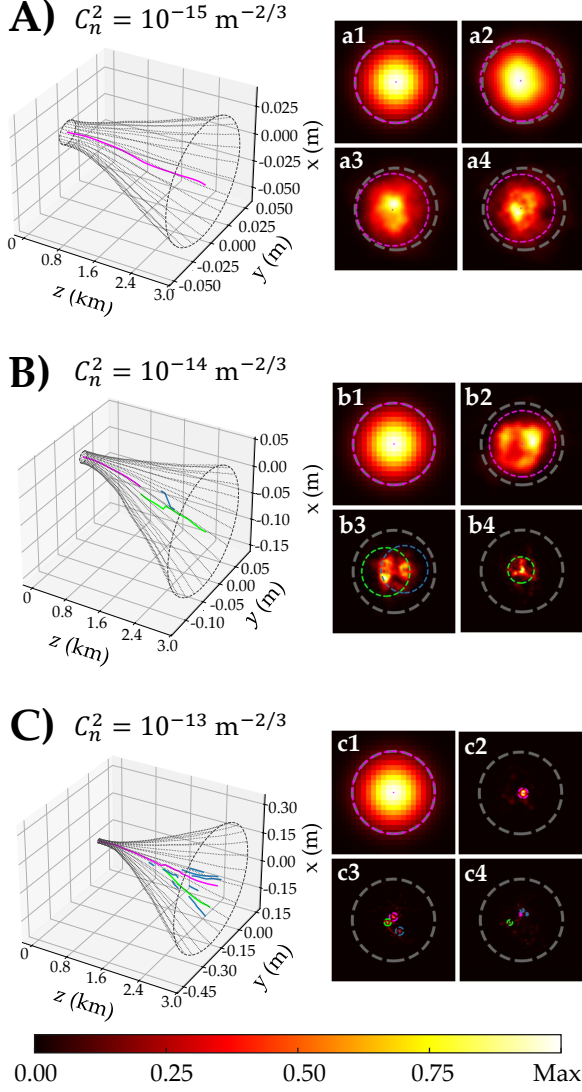 A) C_n^2 = 10^{-15} m^{-2/3}
a1
a2
a3
a4
0.025
0.000
-0.025
-0.050
x (m)
0.050
0.025
0.000
-0.025
-0.050
y (m)
0
0.8
1.6
2.4
3.0
z (km)
B) C_n^2 = 10^{-14} m^{-2/3}
b1
b2
b3
b4
0.05
0.00
-0.05
-0.10
-0.15
x (m)
0.05
0.00
-0.05
-0.10
y (m)
0
0.8
1.6
2.4
3.0
z (km)
C) C_n^2 = 10^{-13} m^{-2/3}
c1
c2
c3
c4
0.30
0.15
0.00
-0.15
x (m)
0.15
0.00
-0.15
-0.30
-0.45
y (m)
0
0.8
1.6
2.4
3.0
z (km)
0.00 0.25 0.50 0.75 Max